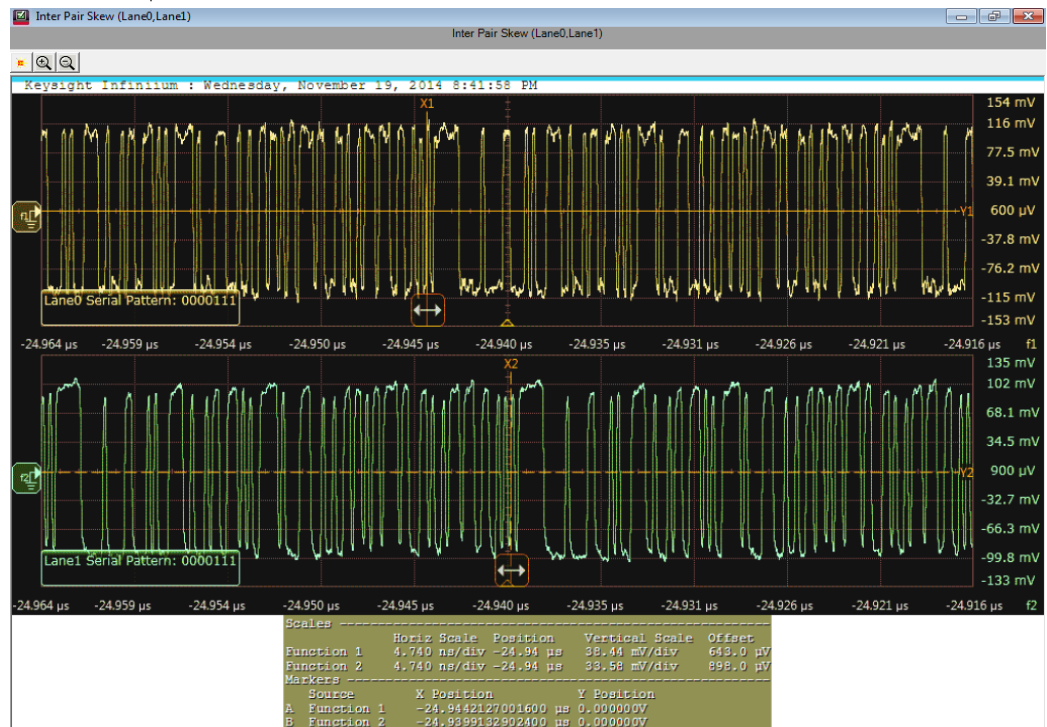 Inter Pair Skew (Lane0,Lane1)
Inter Pair Skew (Lane0,Lane1)
Keysight Infiniium : Wednesday, November 19, 2014 8:41:58 PM
X1
154 mV
116 mV
77.5 mV
39.1 mV
f1
600 µV
Y1
-37.8 mV
-76.2 mV
-115 mV
Lane0 Serial Pattern: 0000111
-153 mV
-24.964 µs -24.959 µs -24.954 µs -24.950 µs -24.945 µs -24.940 µs -24.935 µs -24.931 µs -24.926 µs -24.921 µs -24.916 µs f1
X2
135 mV
102 mV
68.1 mV
34.5 mV
f2
900 µV
Y2
-32.7 mV
-66.3 mV
-99.8 mV
Lane1 Serial Pattern: 0000111
-133 mV
-24.964 µs -24.959 µs -24.954 µs -24.950 µs -24.945 µs -24.940 µs -24.935 µs -24.931 µs -24.926 µs -24.921 µs -24.916 µs f2
Scales
Horiz Scale Position Vertical Scale Offset
Function 1 4.740 ns/div -24.94 µs 38.44 mV/div 643.0 µV
Function 2 4.740 ns/div -24.94 µs 33.58 mV/div 898.0 µV
Markers
Source X Position Y Position
A Function 1 -24.9442127001600 µs 0.000000V
B Function 2 -24.9399132902400 µs 0.000000V